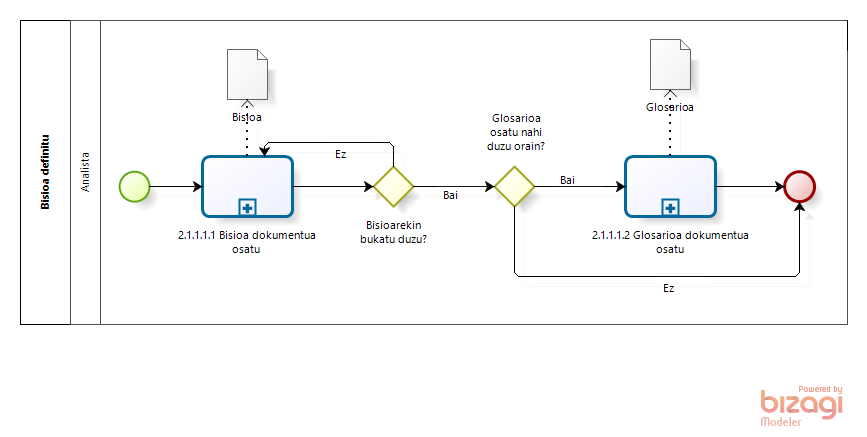 Bisioa definitu
Analista
Bisioa
Ez
2.1.1.1.1 Bisioa dokumentua
osatu
Bisioarekin
bukatu duzu?
Bai
Glosarioa
osatu nahi
duzu orain?
Bai
Glosarioa
2.1.1.1.2 Glosarioa dokumentua
osatu
Ez
Powered by
bizagi
Modeler